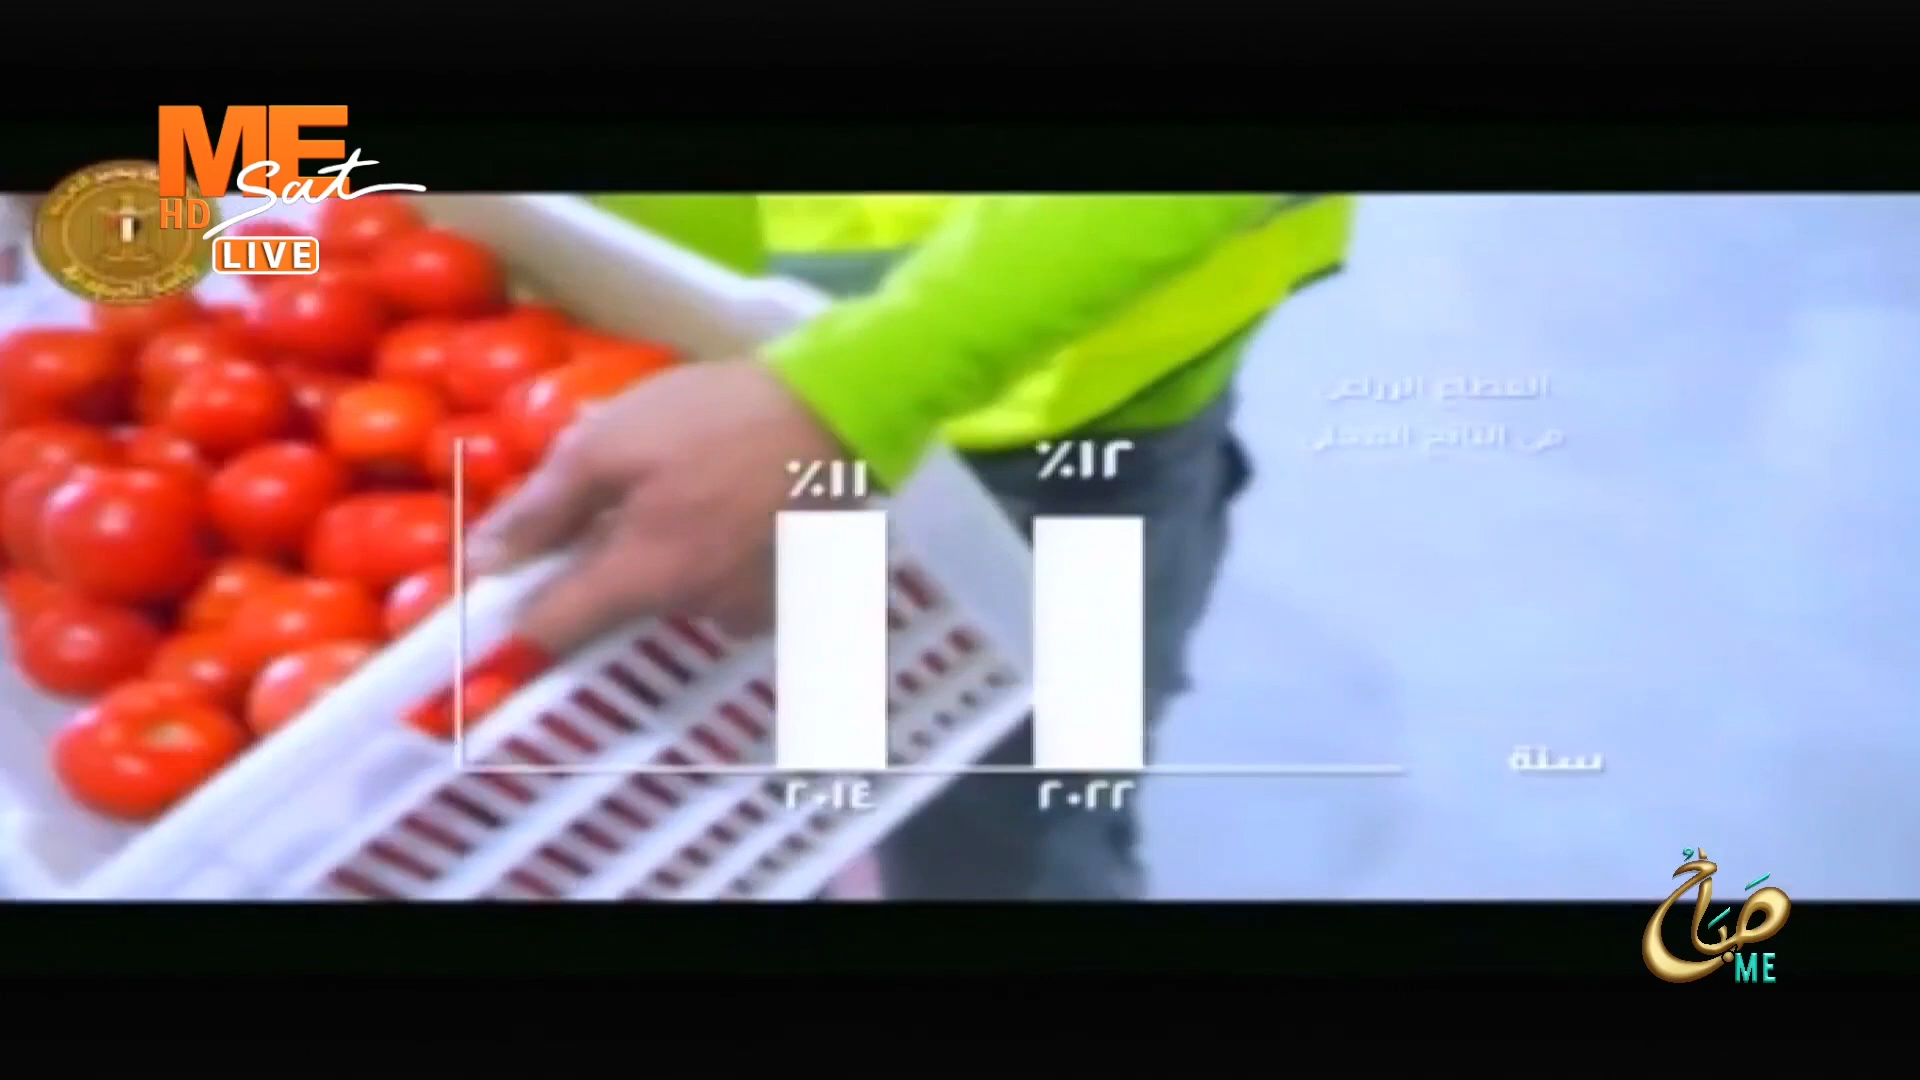 ME
Sat
HD
LIVE
القطاع الزراعي
في الناتج المحلي
٪١١
٪١٢
٢٠١٤
٢٠٢٢
سنة
صباح
ME